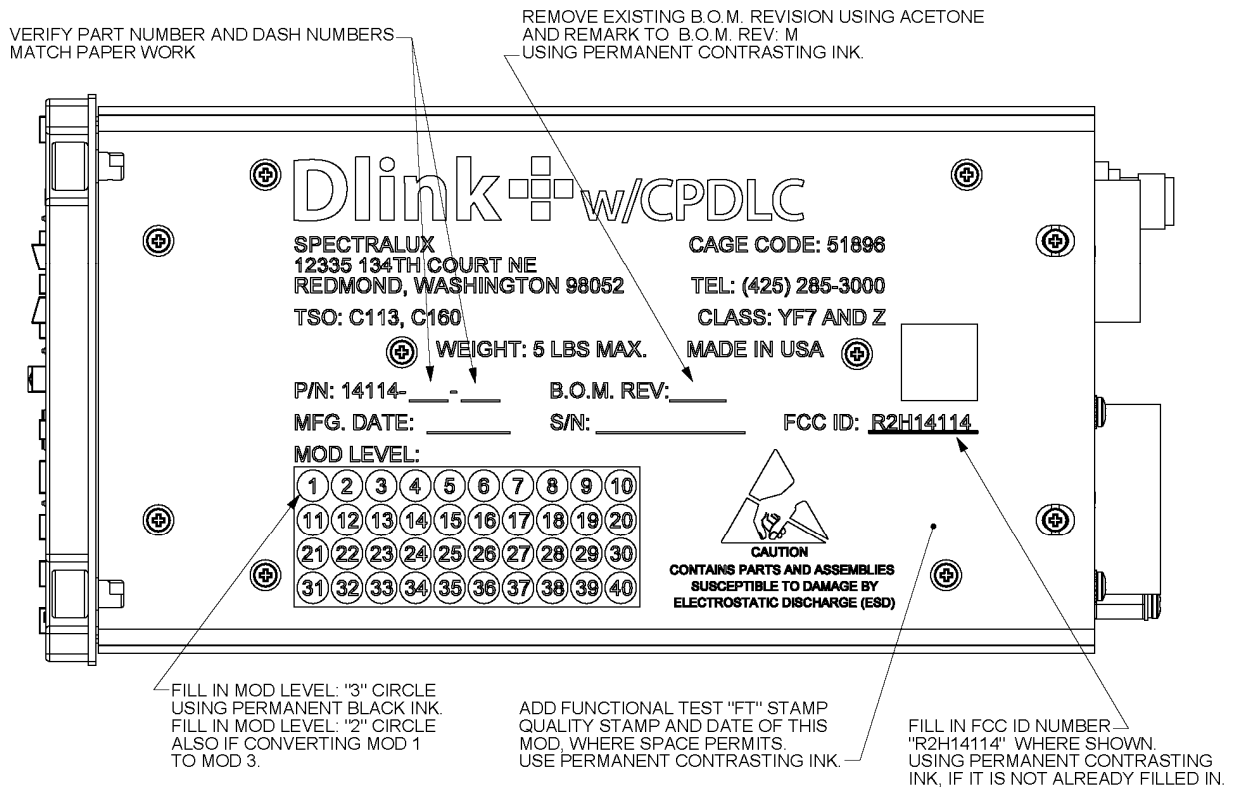 VERIFY PART NUMBER AND DASH NUMBERS
MATCH PAPER WORK
REMOVE EXISTING B.O.M. REVISION USING ACETONE
AND REMARK TO B.O.M. REV: M
USING PERMANENT CONTRASTING INK.
Dlink w/CPDLC
SPECTRALUX
12335 134TH COURT NE
REDMOND, WASHINGTON 98052
CAGE CODE: 51896
TEL: (425) 285-3000
TSO: C113, C160
CLASS: YF7 AND Z
WEIGHT: 5 LBS MAX. MADE IN USA
P/N: 14114-___-___ B.O.M. REV:____
MFG. DATE: ______ S/N: __________ FCC ID: R2H14114
MOD LEVEL:
1 2 3 4 5 6 7 8 9 10
11 12 13 14 15 16 17 18 19 20
21 22 23 24 25 26 27 28 29 30
31 32 33 34 35 36 37 38 39 40
CAUTION
CONTAINS PARTS AND ASSEMBLIES
SUSCEPTIBLE TO DAMAGE BY
ELECTROSTATIC DISCHARGE (ESD)
FILL IN MOD LEVEL: "3" CIRCLE
USING PERMANENT BLACK INK.
FILL IN MOD LEVEL: "2" CIRCLE
ALSO IF CONVERTING MOD 1
TO MOD 3.
ADD FUNCTIONAL TEST "FT" STAMP
QUALITY STAMP AND DATE OF THIS
MOD, WHERE SPACE PERMITS.
USE PERMANENT CONTRASTING INK.
FILL IN FCC ID NUMBER
"R2H14114" WHERE SHOWN.
USING PERMANENT CONTRASTING
INK, IF IT IS NOT ALREADY FILLED IN.